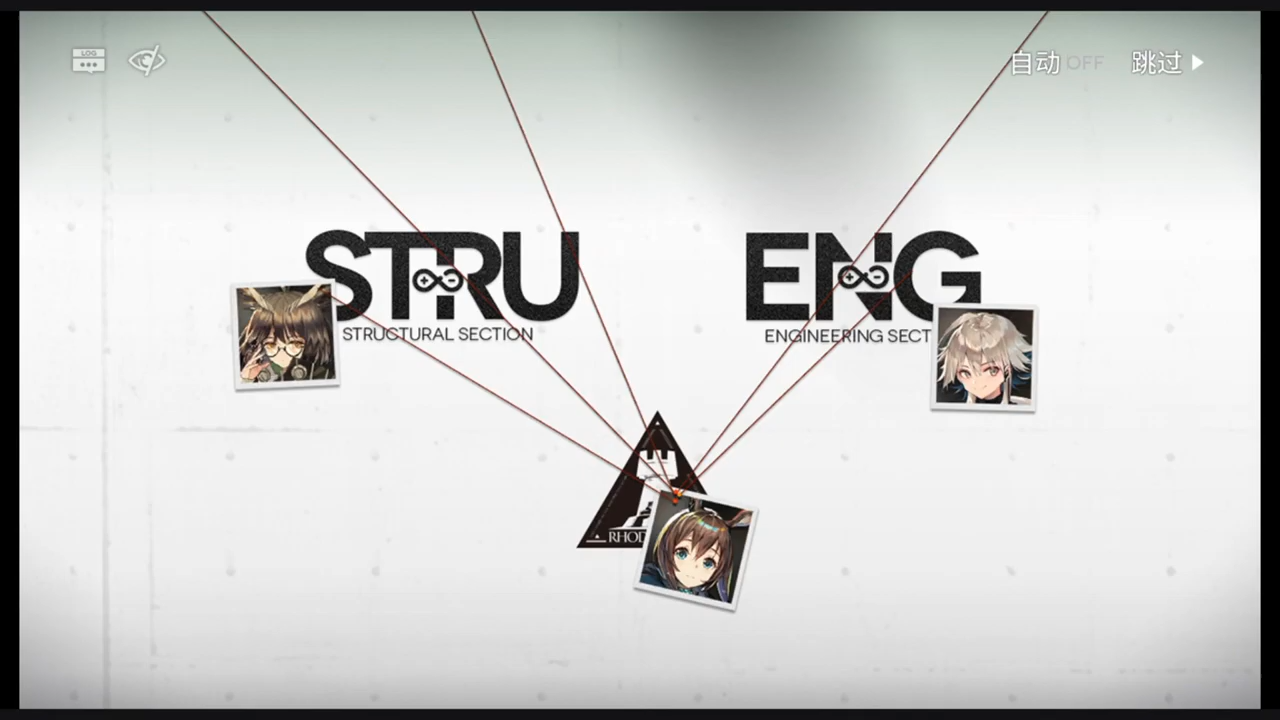 LOG
自动 OFF
跳过
STRU
STRUCTURAL SECTION
ENG
ENGINEERING SECT
RHOD